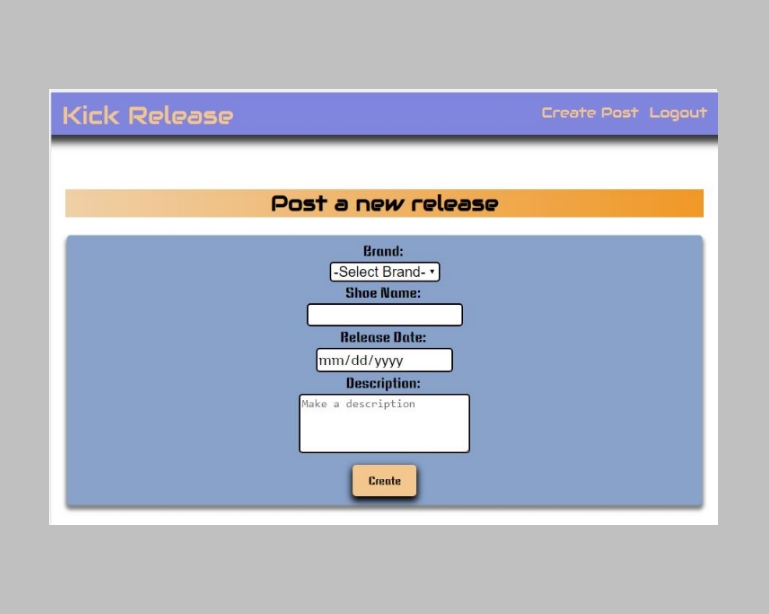 Kick Release
Create Post Logout
Post a new release
Brand:
-Select Brand-
Shoe Name:
Release Date:
mm/dd/yyyy
Description:
Make a description
Create